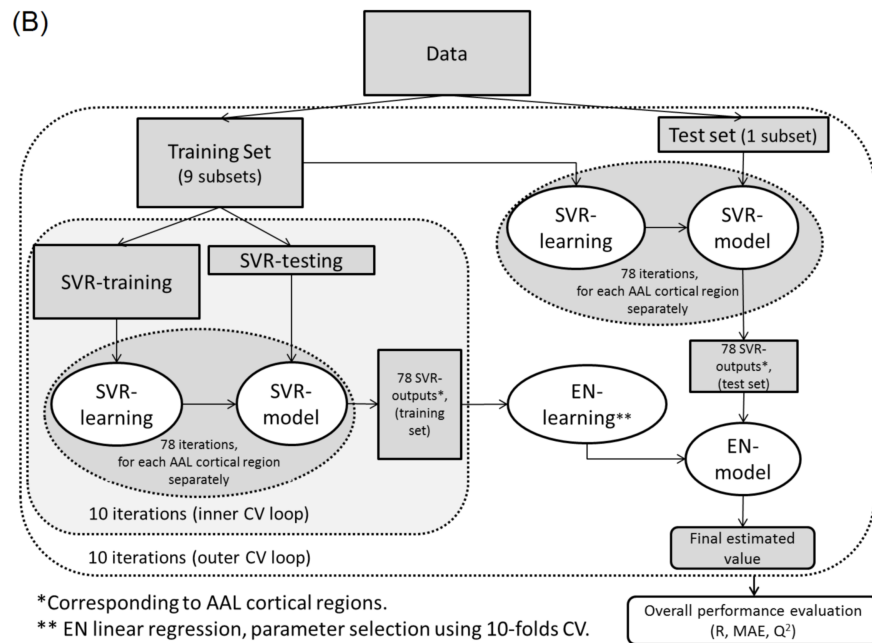 (B)
Data
Training Set
(9 subsets)
Test set (1 subset)
SVR-
learning
SVR-
model
78 iterations,
for each AAL cortical region
separately
SVR-training
SVR-testing
SVR-
learning
SVR-
model
78 iterations,
for each AAL cortical region
separately
78 SVR-
outputs*,
(training
set)
EN-
learning**
78 SVR-
outputs*,
(test set)
EN-
model
10 iterations (inner CV loop)
10 iterations (outer CV loop)
Final estimated
value
Overall performance evaluation
(R, MAE, Q²)
*Corresponding to AAL cortical regions.
** EN linear regression, parameter selection using 10-folds CV.